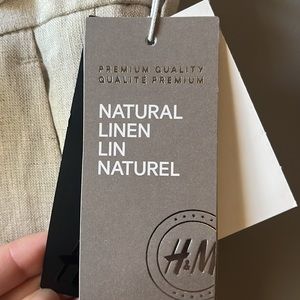 PREMIUM QUALITY
QUALITÉ PREMIUM
NATURAL
LINEN
LIN
NATUREL
H&M